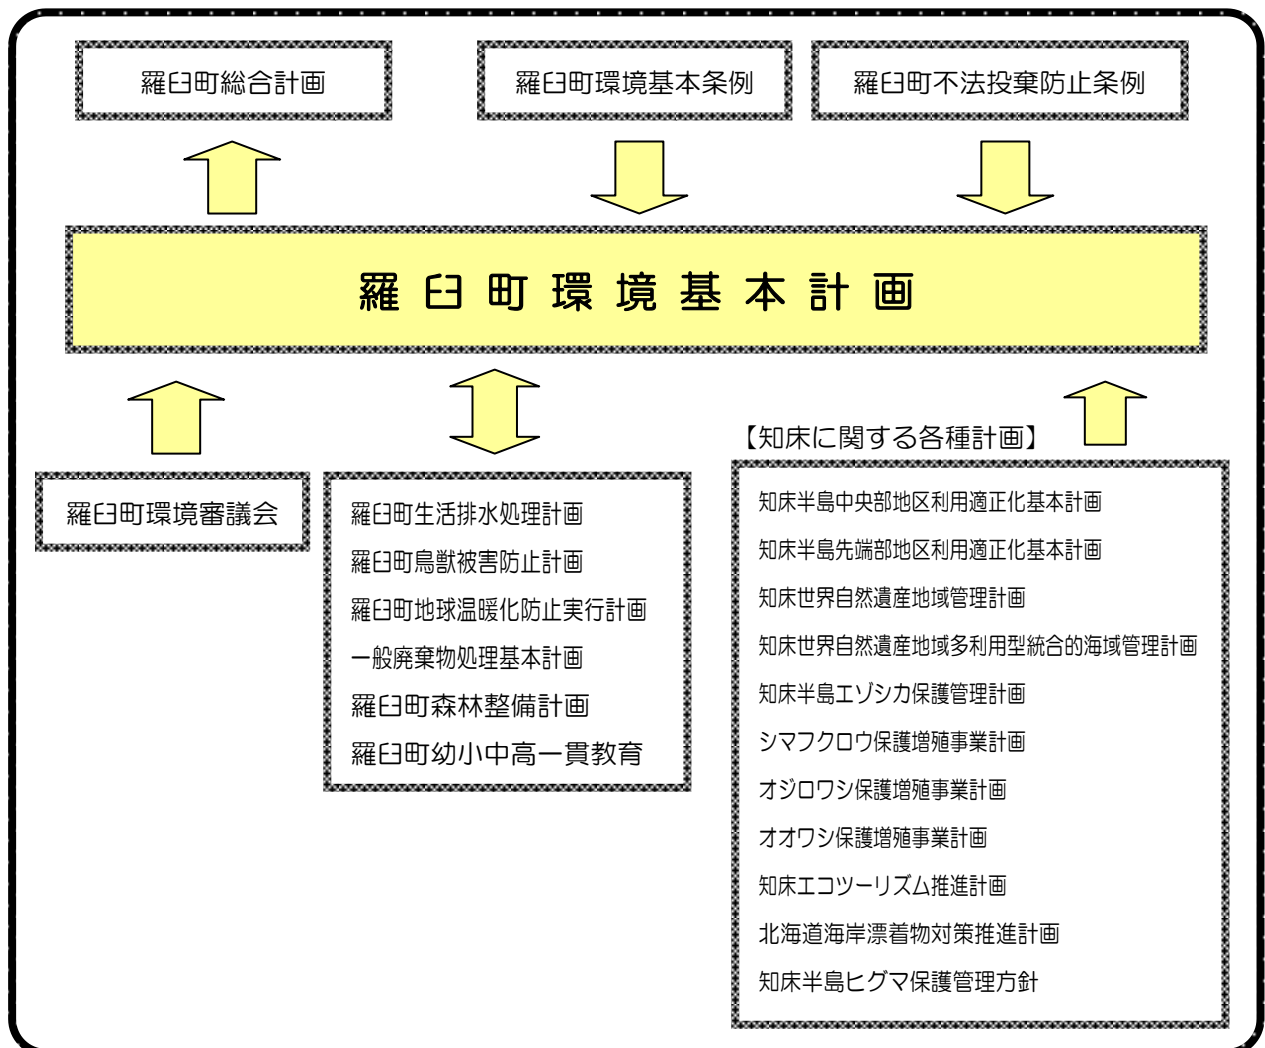 羅臼町総合計画
羅臼町環境基本条例
羅臼町不法投棄防止条例
羅臼町環境基本計画
羅臼町環境審議会
羅臼町生活排水処理計画
羅臼町鳥獣被害防止計画
羅臼町地球温暖化防止実行計画
一般廃棄物処理基本計画
羅臼町森林整備計画
羅臼町幼小中高一貫教育
【知床に関する各種計画】
知床半島中央部地区利用適正化基本計画
知床半島先端部地区利用適正化基本計画
知床世界自然遺産地域管理計画
知床世界自然遺産地域多利用型統合的海域管理計画
知床半島エゾシカ保護管理計画
シマフクロウ保護増殖事業計画
オジロワシ保護増殖事業計画
オオワシ保護増殖事業計画
知床エコツーリズム推進計画
北海道海岸漂着物対策推進計画
知床半島ヒグマ保護管理方針